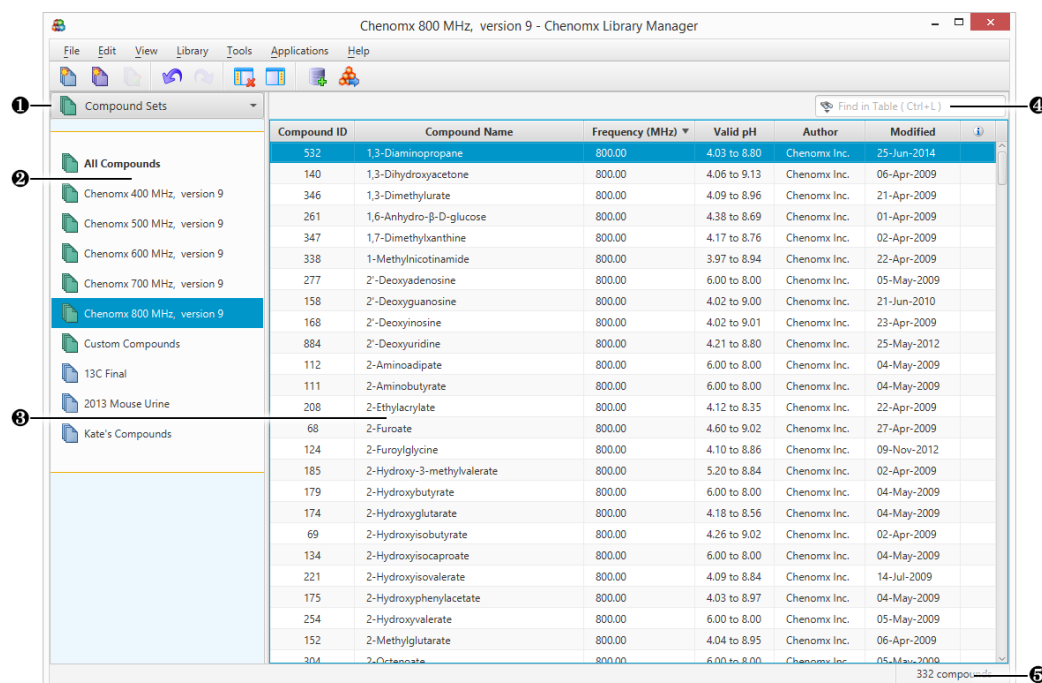 Chenomx 800 MHz, version 9 - Chenomx Library Manager
File Edit View Library Tools Applications Help
❶ Compound Sets
Find in Table ( Ctrl+L ) ❹
Compound ID Compound Name Frequency (MHz) ▼ Valid pH Author Modified
❷
All Compounds
Chenomx 400 MHz, version 9
Chenomx 500 MHz, version 9
Chenomx 600 MHz, version 9
Chenomx 700 MHz, version 9
Chenomx 800 MHz, version 9
Custom Compounds
13C Final
2013 Mouse Urine
Kate's Compounds
❸
532 1,3-Diaminopropane 800.00 4.03 to 8.80 Chenomx Inc. 25-Jun-2014
140 1,3-Dihydroxyacetone 800.00 4.06 to 9.13 Chenomx Inc. 06-Apr-2009
346 1,3-Dimethylurate 800.00 4.09 to 8.96 Chenomx Inc. 21-Apr-2009
261 1,6-Anhydro-β-D-glucose 800.00 4.38 to 8.69 Chenomx Inc. 01-Apr-2009
347 1,7-Dimethylxanthine 800.00 4.17 to 8.76 Chenomx Inc. 02-Apr-2009
338 1-Methylnicotinamide 800.00 3.97 to 8.94 Chenomx Inc. 22-Apr-2009
277 2'-Deoxyadenosine 800.00 6.00 to 8.00 Chenomx Inc. 05-May-2009
158 2'-Deoxyguanosine 800.00 4.02 to 9.00 Chenomx Inc. 21-Jun-2010
168 2'-Deoxyinosine 800.00 4.02 to 9.01 Chenomx Inc. 23-Apr-2009
884 2'-Deoxyuridine 800.00 4.21 to 8.80 Chenomx Inc. 25-May-2012
112 2-Aminoadipate 800.00 6.00 to 8.00 Chenomx Inc. 04-May-2009
111 2-Aminobutyrate 800.00 6.00 to 8.00 Chenomx Inc. 04-May-2009
208 2-Ethylacrylate 800.00 4.12 to 8.35 Chenomx Inc. 22-Apr-2009
68 2-Furoate 800.00 4.60 to 9.02 Chenomx Inc. 27-Apr-2009
124 2-Furoylglycine 800.00 4.10 to 8.86 Chenomx Inc. 09-Nov-2012
185 2-Hydroxy-3-methylvalerate 800.00 5.20 to 8.84 Chenomx Inc. 02-Apr-2009
179 2-Hydroxybutyrate 800.00 6.00 to 8.00 Chenomx Inc. 04-May-2009
174 2-Hydroxyglutarate 800.00 4.18 to 8.56 Chenomx Inc. 04-May-2009
69 2-Hydroxyisobutyrate 800.00 4.26 to 9.02 Chenomx Inc. 02-Apr-2009
134 2-Hydroxyisocaproate 800.00 6.00 to 8.00 Chenomx Inc. 04-May-2009
221 2-Hydroxyisovalerate 800.00 4.09 to 8.84 Chenomx Inc. 14-Jul-2009
175 2-Hydroxyphenylacetate 800.00 4.03 to 8.97 Chenomx Inc. 04-May-2009
254 2-Hydroxyvalerate 800.00 6.00 to 8.00 Chenomx Inc. 05-May-2009
152 2-Methylglutarate 800.00 4.04 to 8.95 Chenomx Inc. 06-Apr-2009
304 2-Octenoate 800.00 6.00 to 8.00 Chenomx Inc. 05-May-2009
332 compounds ❺